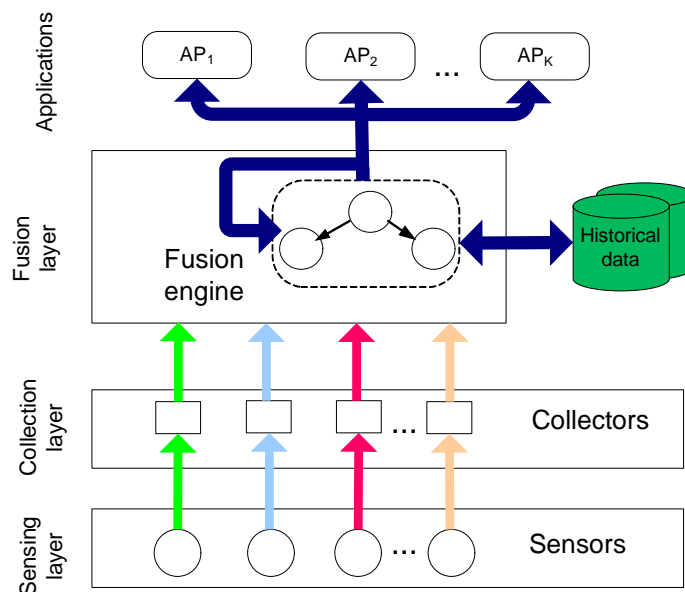 Applications
AP1
AP2
...
APK
Fusion
layer
Fusion
engine
Historical
data
Collection
layer
...
Collectors
Sensing
layer
...
Sensors